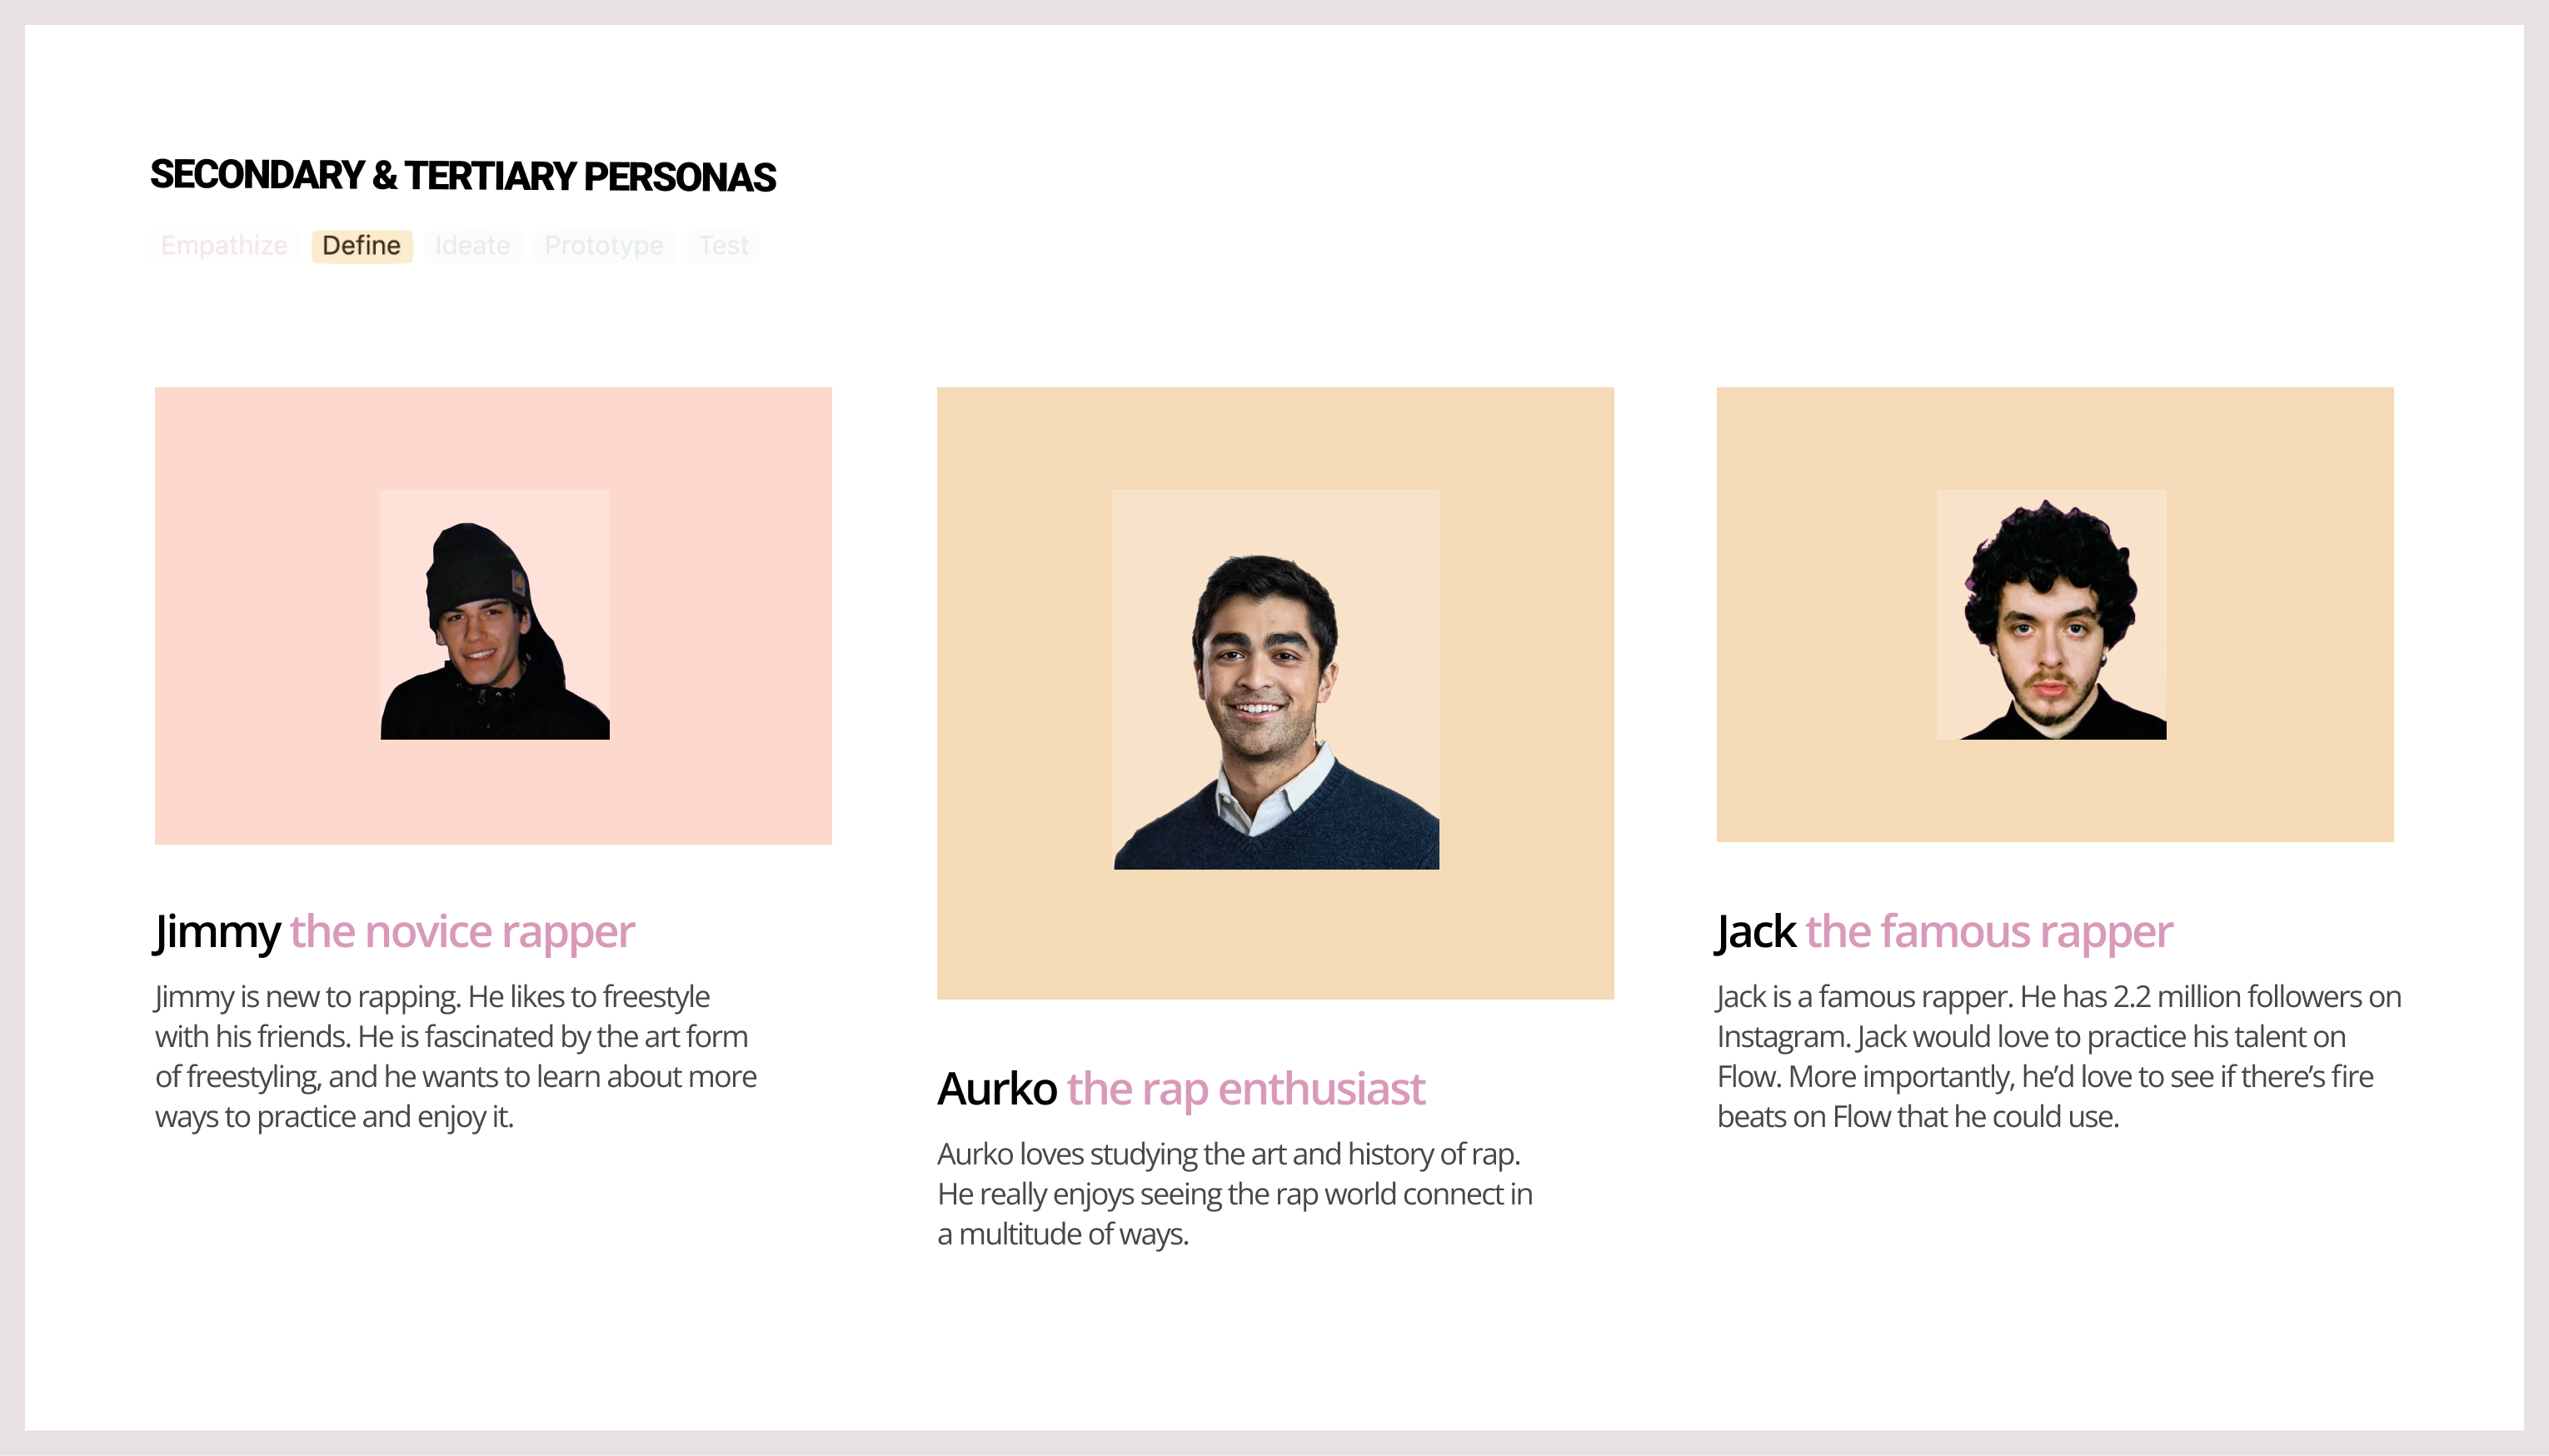 SECONDARY & TERTIARY PERSONAS
Empathize Define Ideate Prototype Test
Jimmy the novice rapper
Jimmy is new to rapping. He likes to freestyle
with his friends. He is fascinated by the art form
of freestyling, and he wants to learn about more
ways to practice and enjoy it.
Aurko the rap enthusiast
Aurko loves studying the art and history of rap.
He really enjoys seeing the rap world connect in
a multitude of ways.
Jack the famous rapper
Jack is a famous rapper. He has 2.2 million followers on
Instagram. Jack would love to practice his talent on
Flow. More importantly, he’d love to see if there’s fire
beats on Flow that he could use.